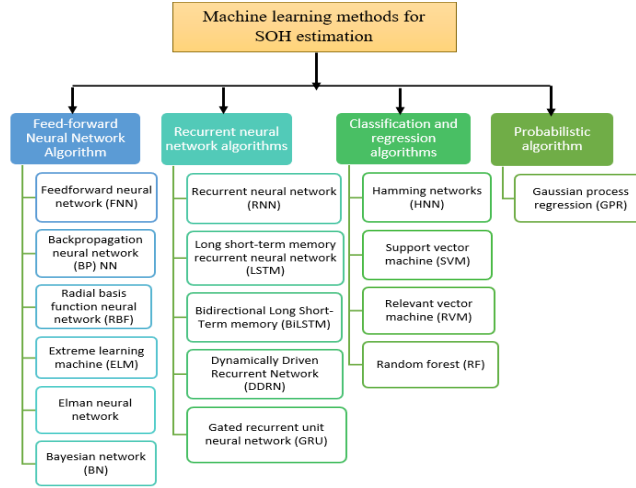 Machine learning methods for
SOH estimation
Feed-forward
Neural Network
Algorithm
Feedforward neural
network (FNN)
Backpropagation
neural network
(BP) NN
Radial basis
function neural
network (RBF)
Extreme learning
machine (ELM)
Elman neural
network
Bayesian network
(BN)
Recurrent neural
network algorithms
Recurrent neural network
(RNN)
Long short-term memory
recurrent neural network
(LSTM)
Bidirectional Long Short-
Term memory (BiLSTM)
Dynamically Driven
Recurrent Network
(DDRN)
Gated recurrent unit
neural network (GRU)
Classification and
regression
algorithms
Hamming networks
(HNN)
Support vector
machine (SVM)
Relevant vector
machine (RVM)
Random forest (RF)
Probabilistic
algorithm
Gaussian process
regression (GPR)